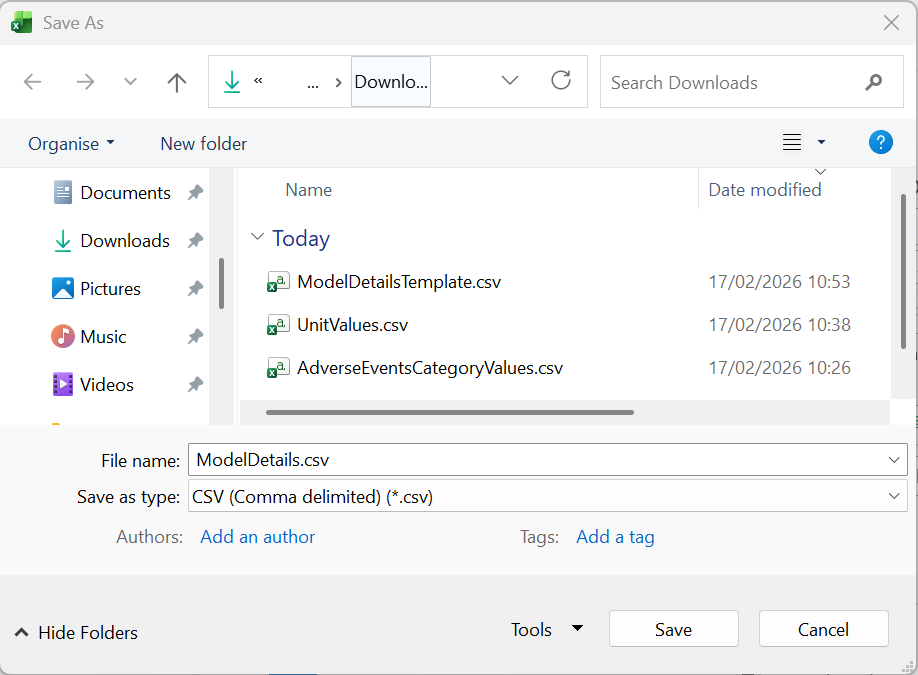 Save As
« ... › Downlo...
Search Downloads
Organise
New folder
?
Documents
Downloads
Pictures
Music
Videos
Name
Date modified
Today
ModelDetailsTemplate.csv 17/02/2026 10:53
UnitValues.csv 17/02/2026 10:38
AdverseEventsCategoryValues.csv 17/02/2026 10:26
File name: ModelDetails.csv
Save as type: CSV (Comma delimited) (*.csv)
Authors: Add an author Tags: Add a tag
Hide Folders
Tools
Save
Cancel